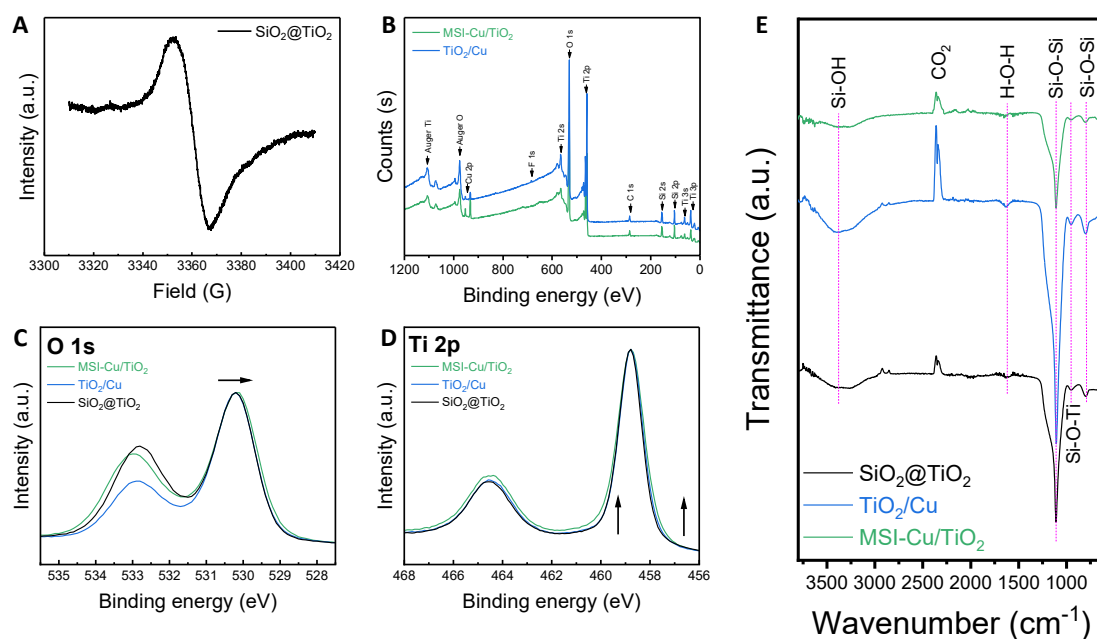 A
SiO2@TiO2
Intensity (a.u.)
3300 3320 3340 3360 3380 3400 3420
Field (G)
B
MSI-Cu/TiO2
TiO2/Cu
Auger Ti
Auger O
Cu 2p
F 1s
Ti 2s
O 1s
Ti 2p
C 1s
Si 2s
Si 2p
Ti 3s
Ti 3p
Counts (s)
1200 1000 800 600 400 200 0
Binding energy (eV)
C
O 1s
MSI-Cu/TiO2
TiO2/Cu
SiO2@TiO2
Intensity (a.u.)
535 534 533 532 531 530 529 528
Binding energy (eV)
D
Ti 2p
MSI-Cu/TiO2
TiO2/Cu
SiO2@TiO2
Intensity (a.u.)
468 466 464 462 460 458 456
Binding energy (eV)
E
Si-OH
CO2
H-O-H
Si-O-Si
Si-O-Si
Si-O-Ti
Transmittance (a.u.)
SiO2@TiO2
TiO2/Cu
MSI-Cu/TiO2
3500 3000 2500 2000 1500 1000
Wavenumber (cm-1)